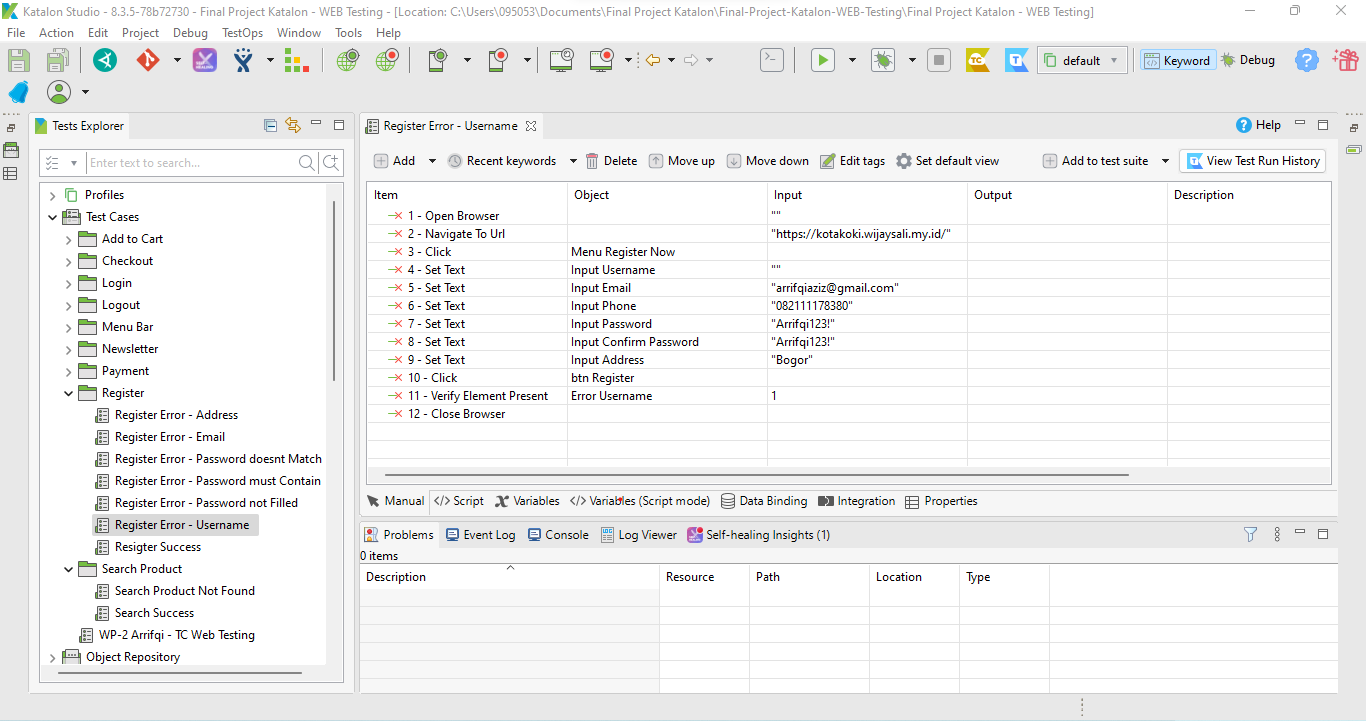 Katalon Studio - 8.3.5-78b72730 - Final Project Katalon - WEB Testing - [Location: C:\Users\095053\Documents\Final Project Katalon\Final-Project-Katalon-WEB-Testing\Final Project Katalon - WEB Testing]
File Action Edit Project Debug TestOps Window Tools Help
default Keyword Debug
Tests Explorer
Enter text to search...
Profiles
Test Cases
Add to Cart
Checkout
Login
Logout
Menu Bar
Newsletter
Payment
Register
Register Error - Address
Register Error - Email
Register Error - Password doesnt Match
Register Error - Password must Contain
Register Error - Password not Filled
Register Error - Username
Resigter Success
Search Product
Search Product Not Found
Search Success
WP-2 Arrifqi - TC Web Testing
Object Repository
Register Error - Username Help
Add Recent keywords Delete Move up Move down Edit tags Set default view Add to test suite View Test Run History
Item Object Input Output Description
1 - Open Browser ""
2 - Navigate To Url "https://kotakoki.wijaysali.my.id/"
3 - Click Menu Register Now
4 - Set Text Input Username ""
5 - Set Text Input Email "arrifqiaziz@gmail.com"
6 - Set Text Input Phone "082111178380"
7 - Set Text Input Password "Arrifqi123!"
8 - Set Text Input Confirm Password "Arrifqi123!"
9 - Set Text Input Address "Bogor"
10 - Click btn Register
11 - Verify Element Present Error Username 1
12 - Close Browser
Manual </> Script Variables </> Variables (Script mode) Data Binding Integration Properties
Problems Event Log Console Log Viewer Self-healing Insights (1)
0 items
Description Resource Path Location Type